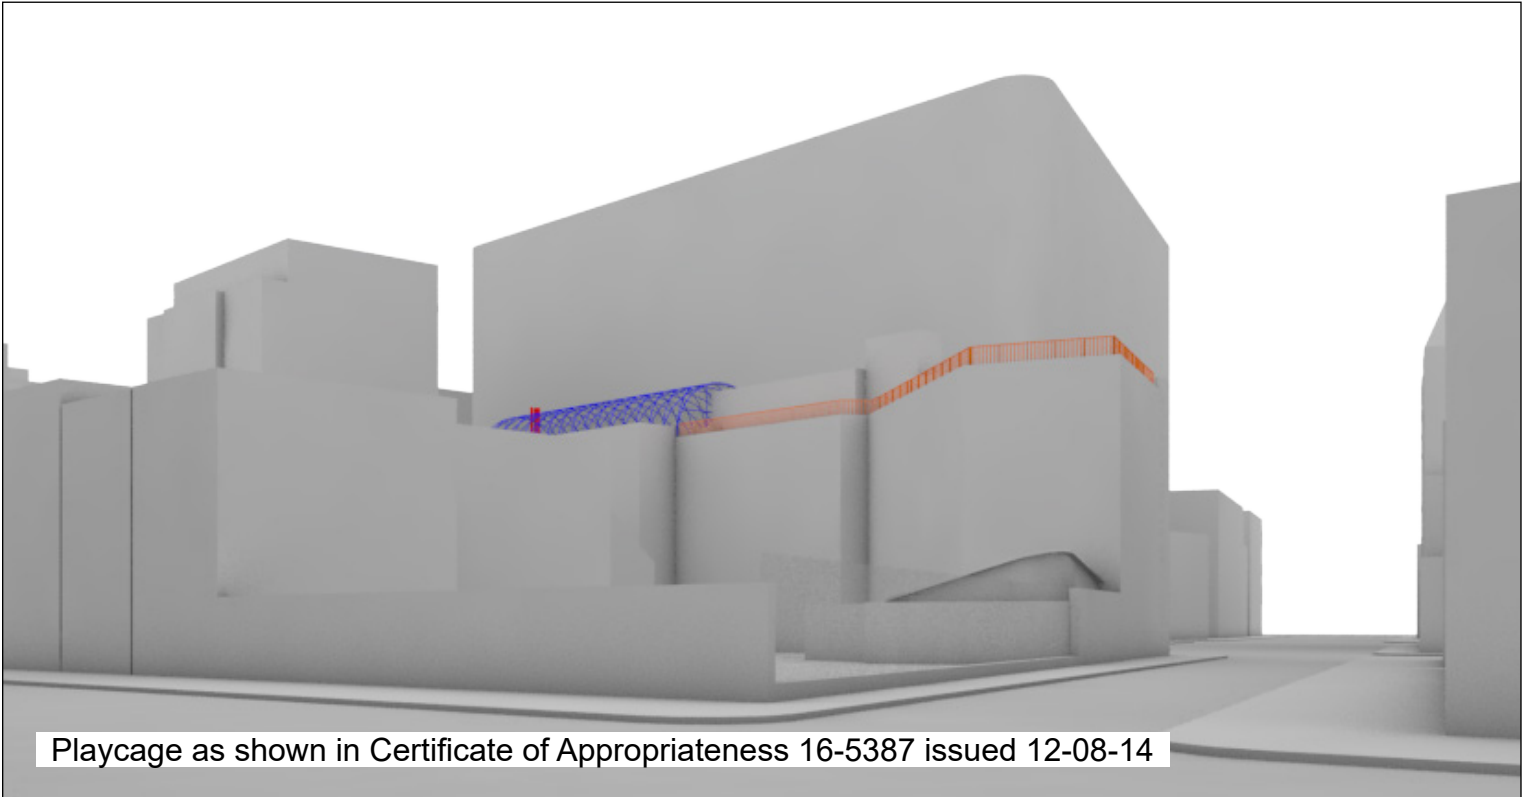 Playcage as shown in Certificate of Appropriateness 16-5387 issued 12-08-14